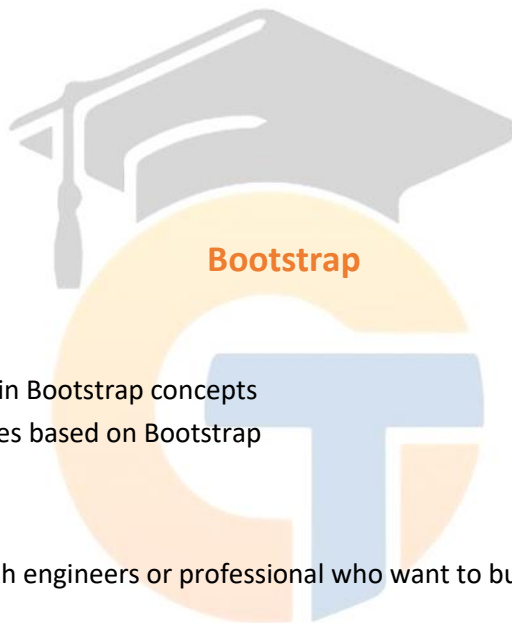 Bootstrap
in Bootstrap concepts
es based on Bootstrap
h engineers or professional who want to bu